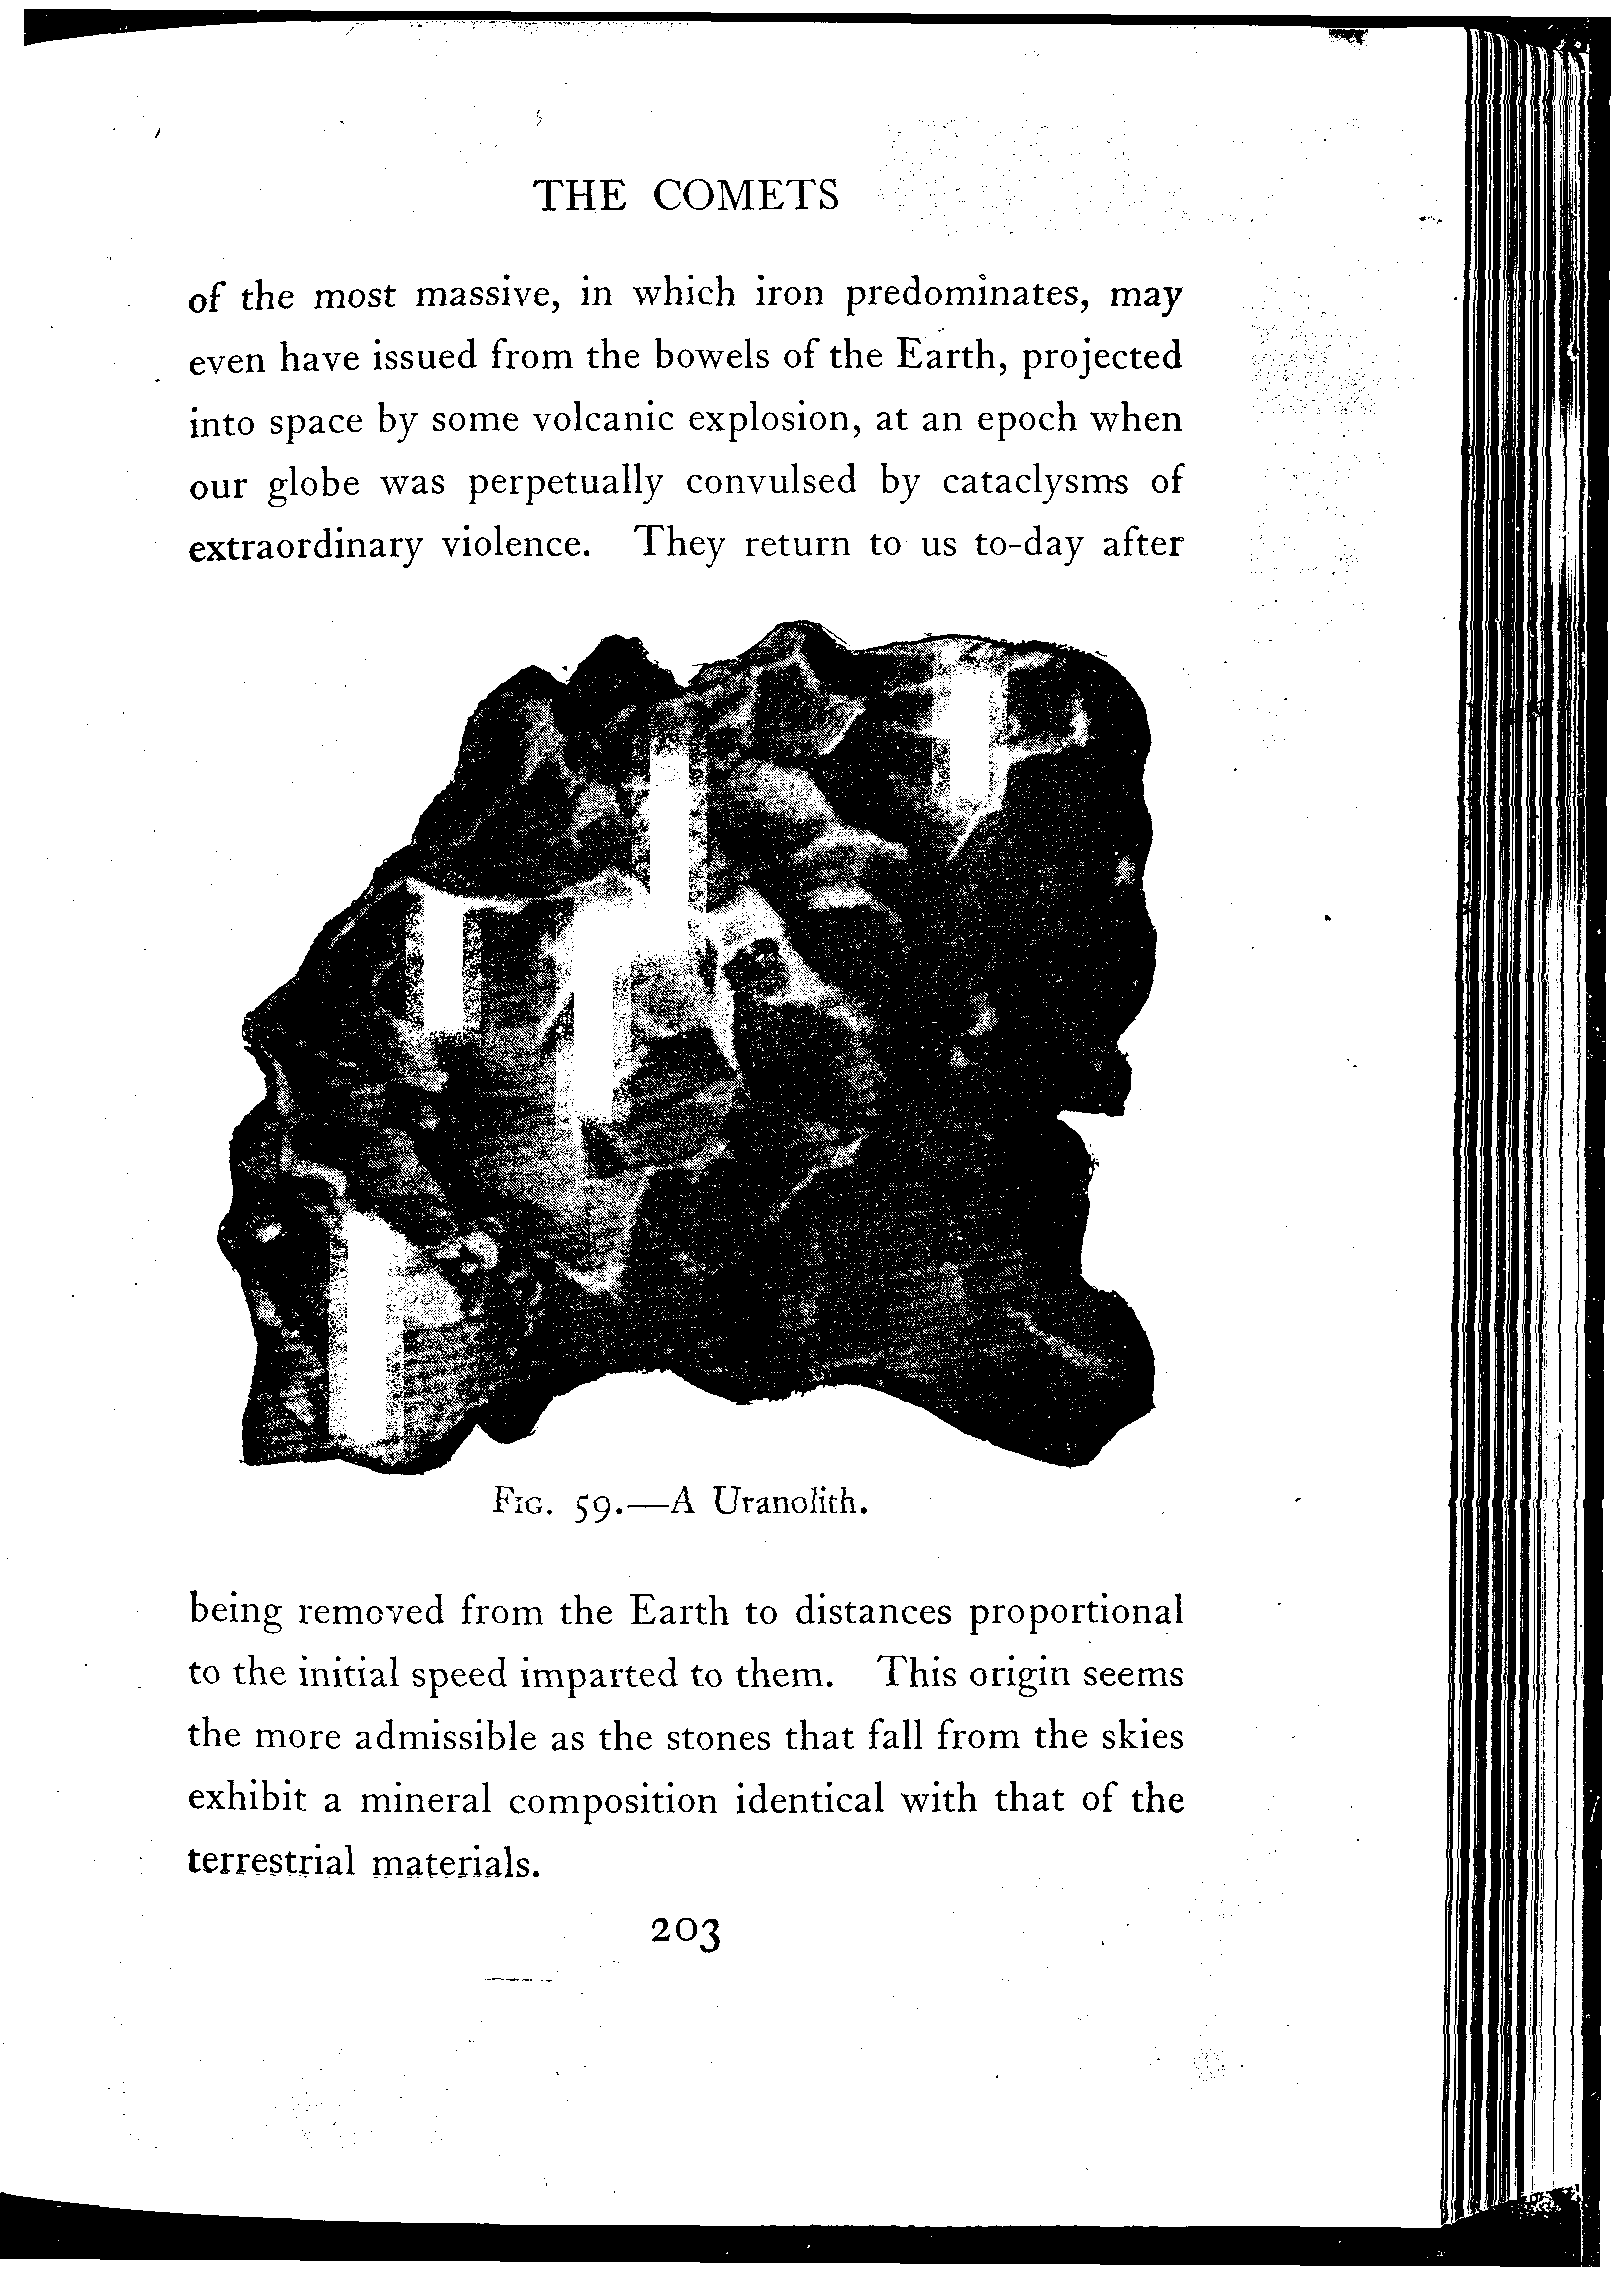 THE COMETS
of the most massive, in which iron predominates, may
even have issued from the bowels of the Earth, projected
into space by some volcanic explosion, at an epoch when
our globe was perpetually convulsed by cataclysms of
extraordinary violence. They return to us to-day after
FIG. 59.—A Uranolith.
being removed from the Earth to distances proportional
to the initial speed imparted to them. This origin seems
the more admissible as the stones that fall from the skies
exhibit a mineral composition identical with that of the
terrestrial materials.
203